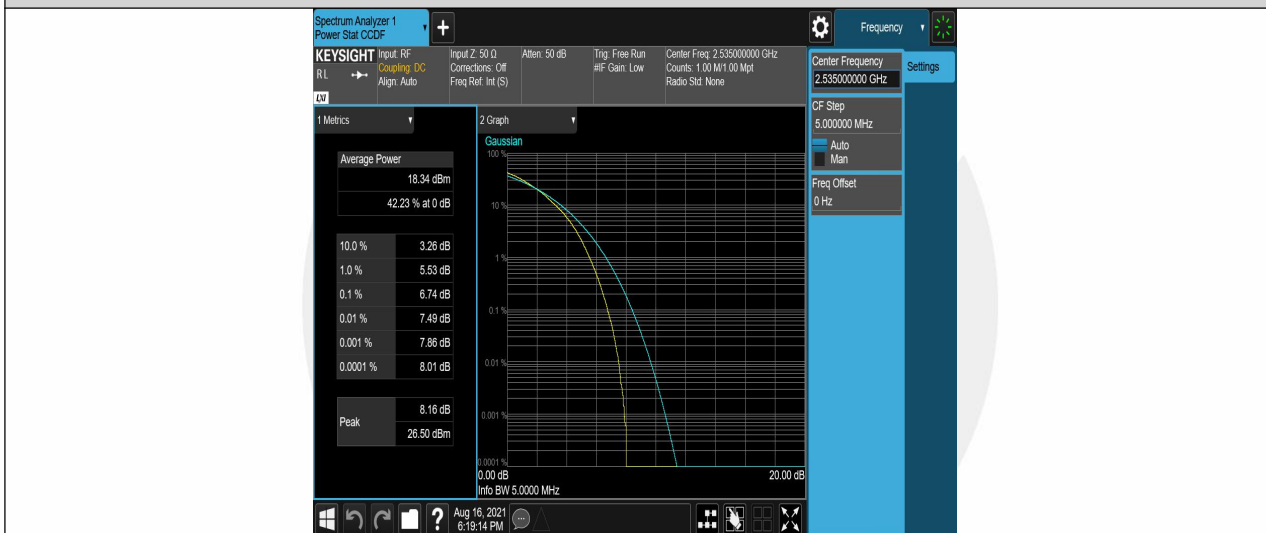 Spectrum Analyzer 1
Power Stat CCDF
+
Frequency
KEYSIGHT
RL
LXI
Input: RF
Coupling: DC
Align: Auto
Input Z: 50 Ω
Corrections: Off
Freq Ref: Int (S)
Atten: 50 dB
Trig: Free Run
#IF Gain: Low
Center Freq: 2.535000000 GHz
Counts: 1.00 M/1.00 Mpt
Radio Std: None
Center Frequency
2.535000000 GHz
Settings
CF Step
5.000000 MHz
Auto
Man
Freq Offset
0 Hz
1 Metrics
Average Power
18.34 dBm
42.23 % at 0 dB
10.0 % 3.26 dB
1.0 % 5.53 dB
0.1 % 6.74 dB
0.01 % 7.49 dB
0.001 % 7.86 dB
0.0001 % 8.01 dB
Peak
8.16 dB
26.50 dBm
2 Graph
Gaussian
100 %
10 %
1 %
0.1 %
0.01 %
0.001 %
0.0001 %
0.00 dB 20.00 dB
Info BW 5.0000 MHz
?
Aug 16, 2021
6:19:14 PM